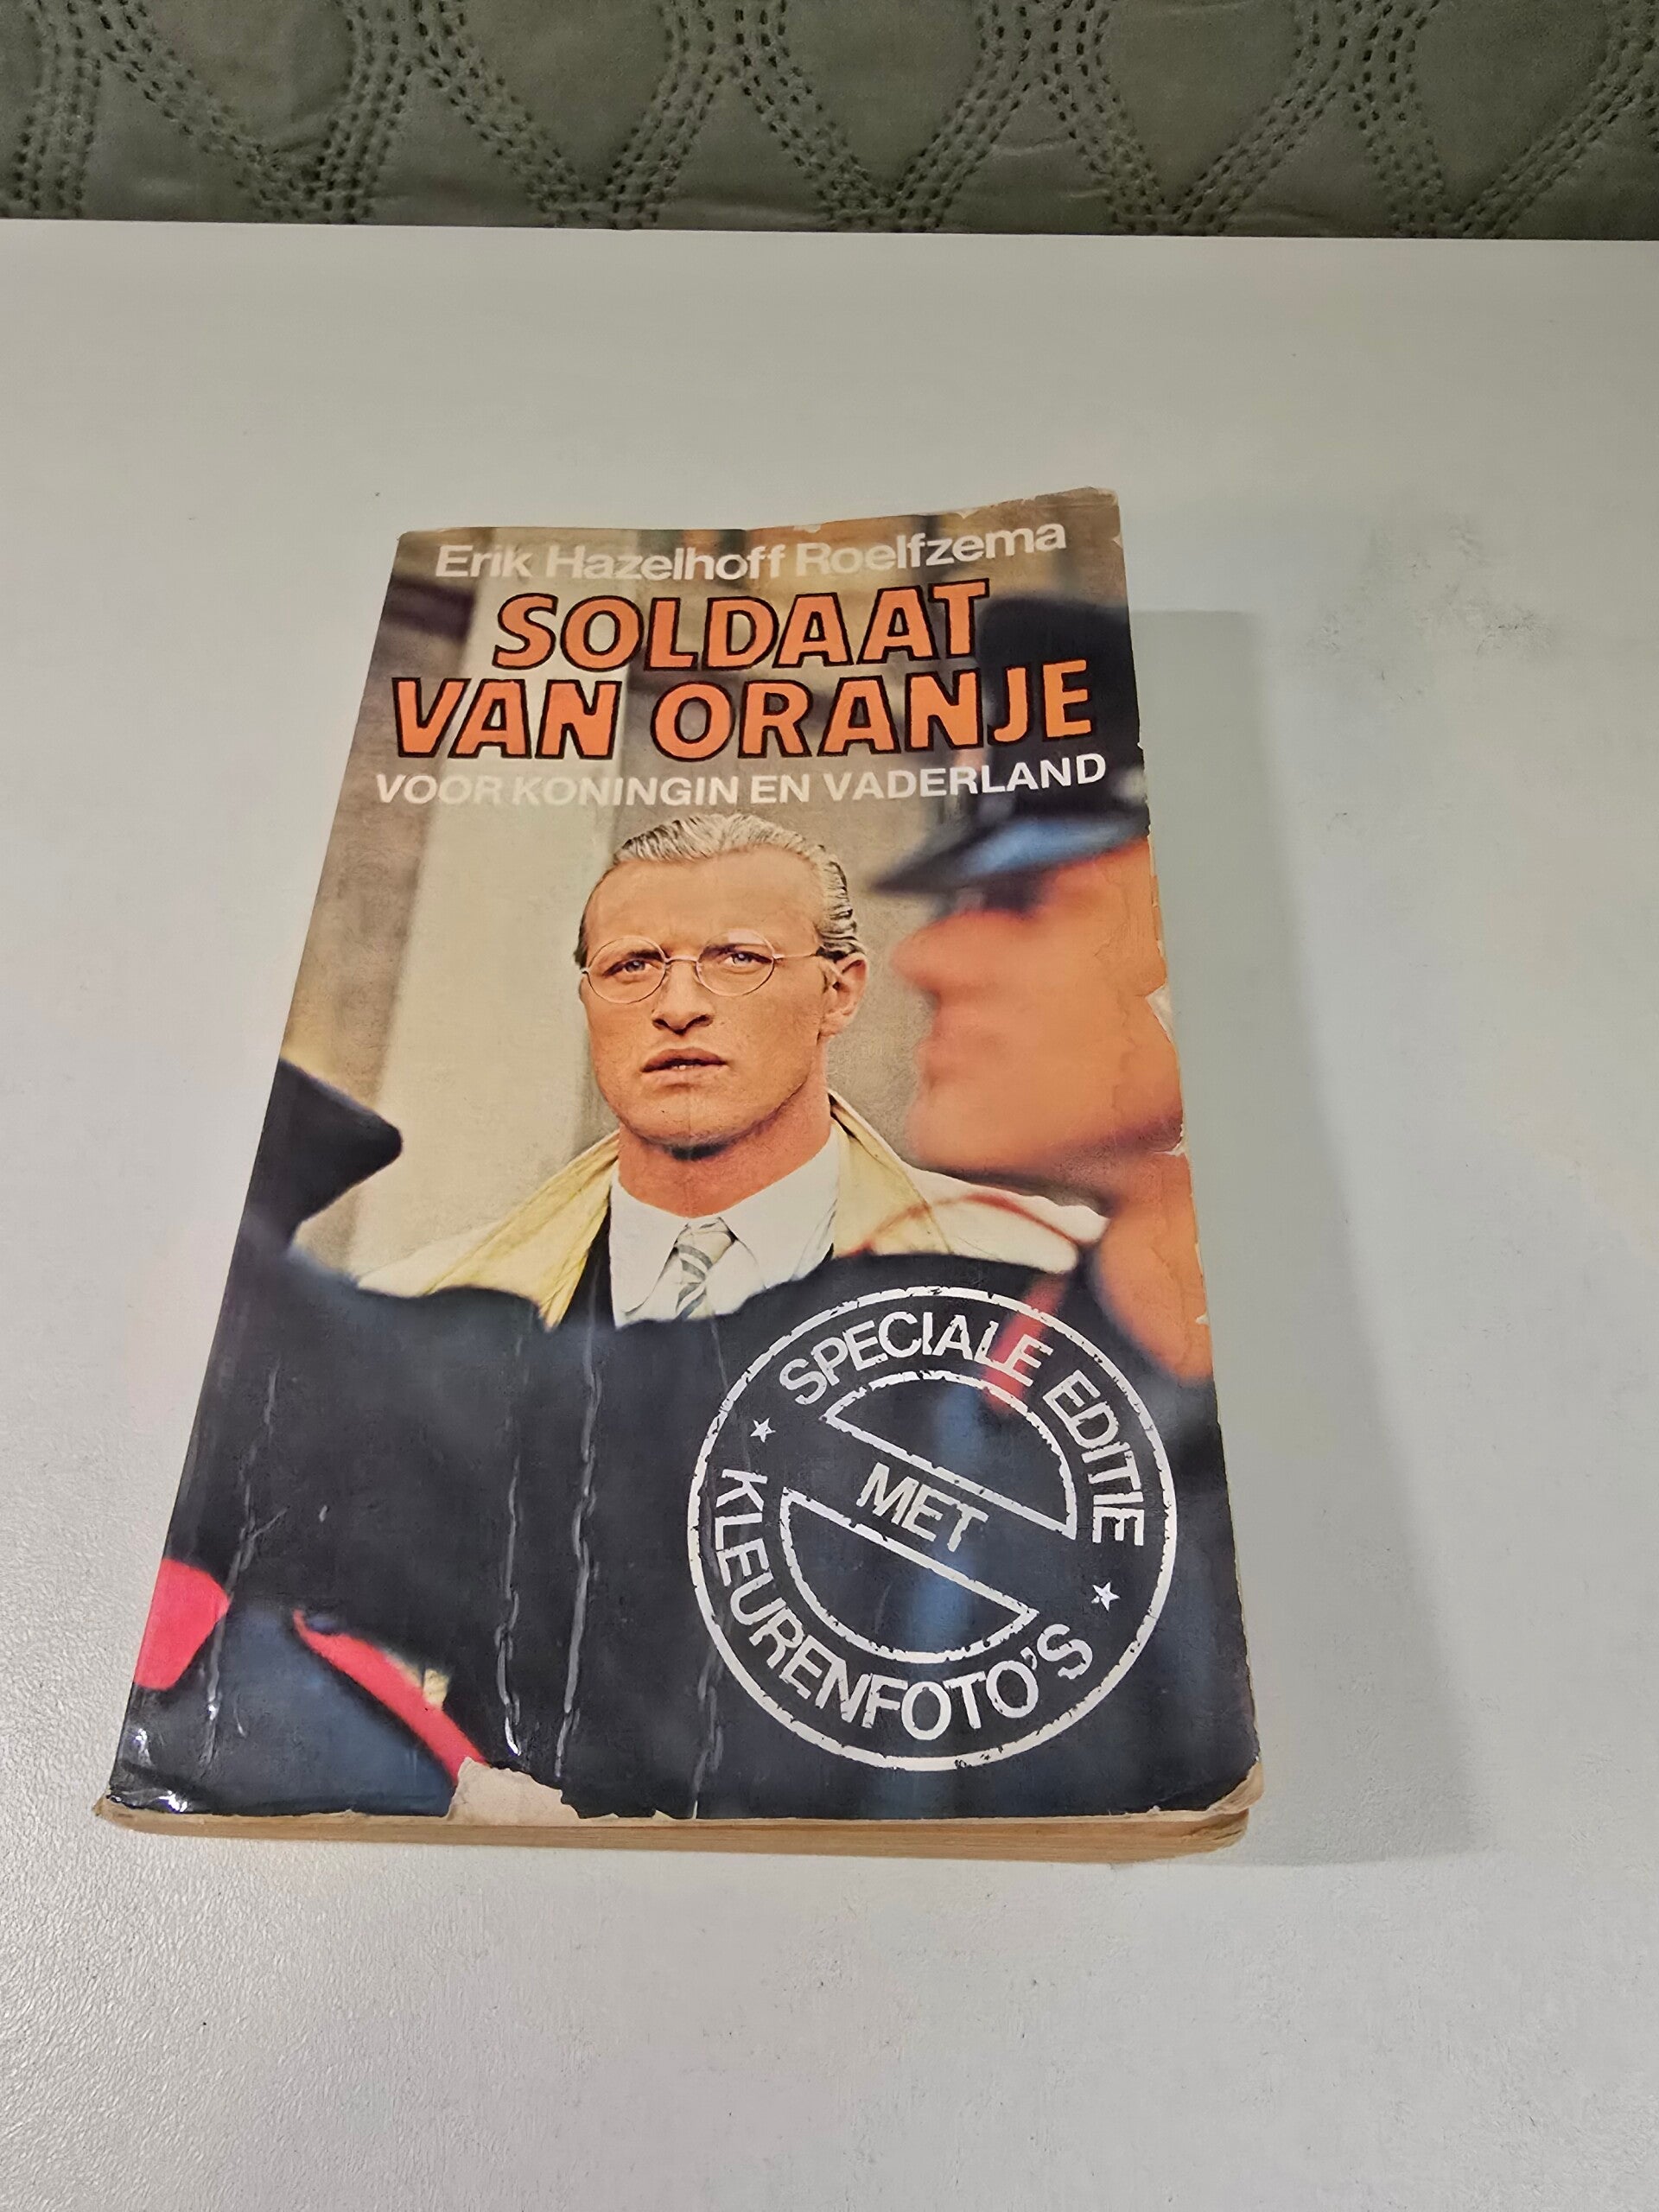 Erik Hazelhoff Roelfzema
SOLDAAT
VAN ORANJE
VOOR KONINGIN EN VADERLAND
SPECIALE EDITIE
MET
KLEURENFOTO'S